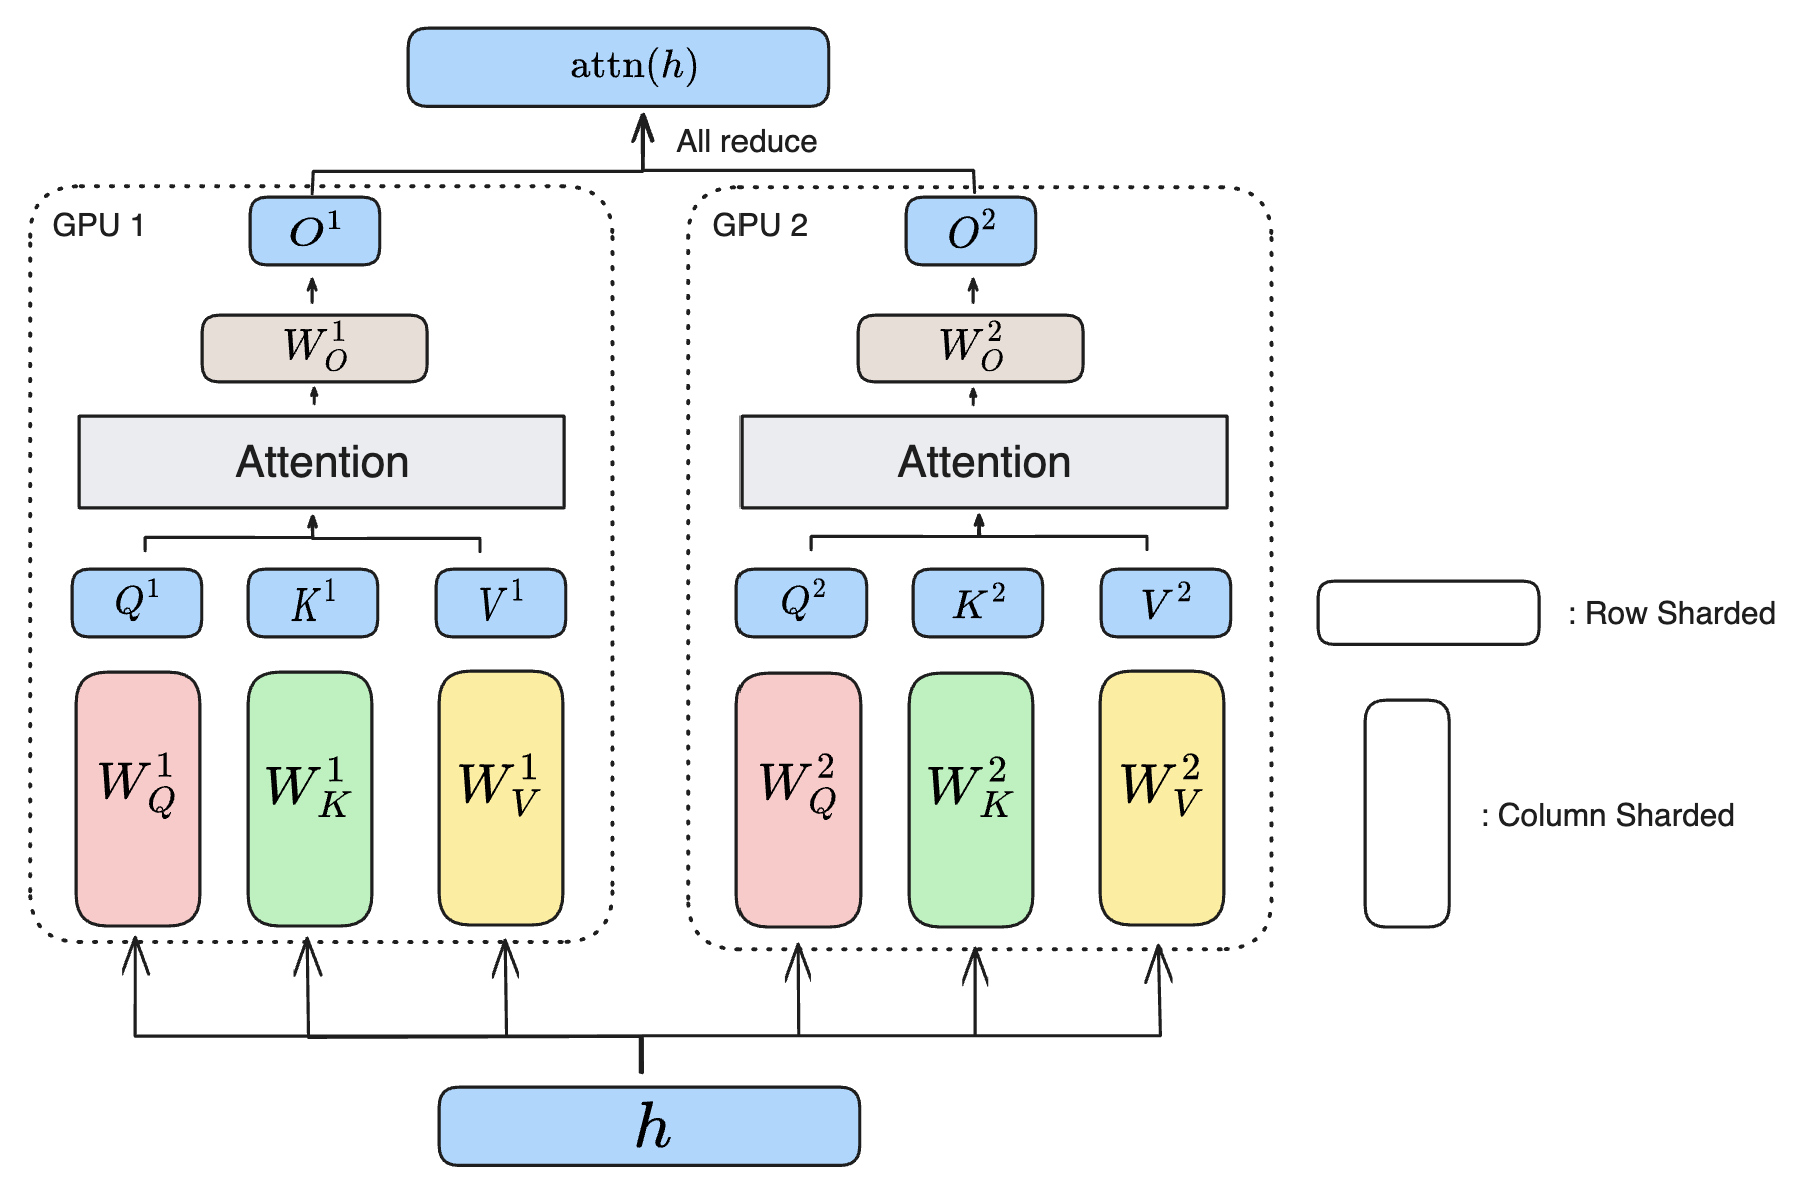 attn(h)
All reduce
GPU 1
O^1
GPU 2
O^2
W_O^1
W_O^2
Attention
Attention
Q^1
K^1
V^1
Q^2
K^2
V^2
: Row Sharded
W_Q^1
W_K^1
W_V^1
W_Q^2
W_K^2
W_V^2
: Column Sharded
h